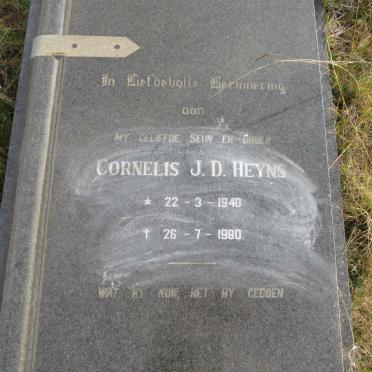 In Liefdevolle Herinnering
aan
MY GELIEFDE SEUN EN BROER
CORNELIS J. D. HEYNS
* 22 - 3 - 1940
† 26 - 7 - 1980
WAT HY KON, HET HY GEDOEN